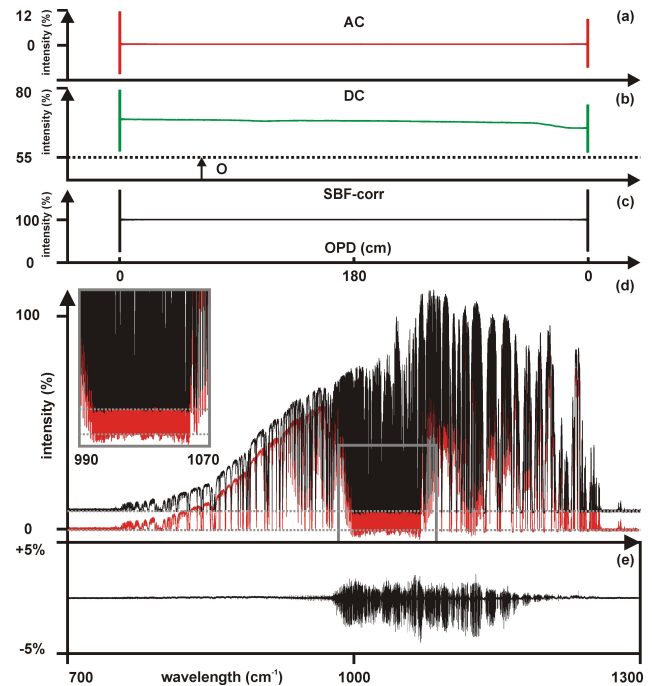 12
AC
(a)
0
intensity (%)
80
DC
(b)
55
O
intensity (%)
SBF-corr
(c)
100
intensity (%)
OPD (cm)
0
0
180
0
(d)
100
intensity (%)
990
1070
0
+5%
(e)
-5%
700
wavelength (cm⁻¹)
1000
1300